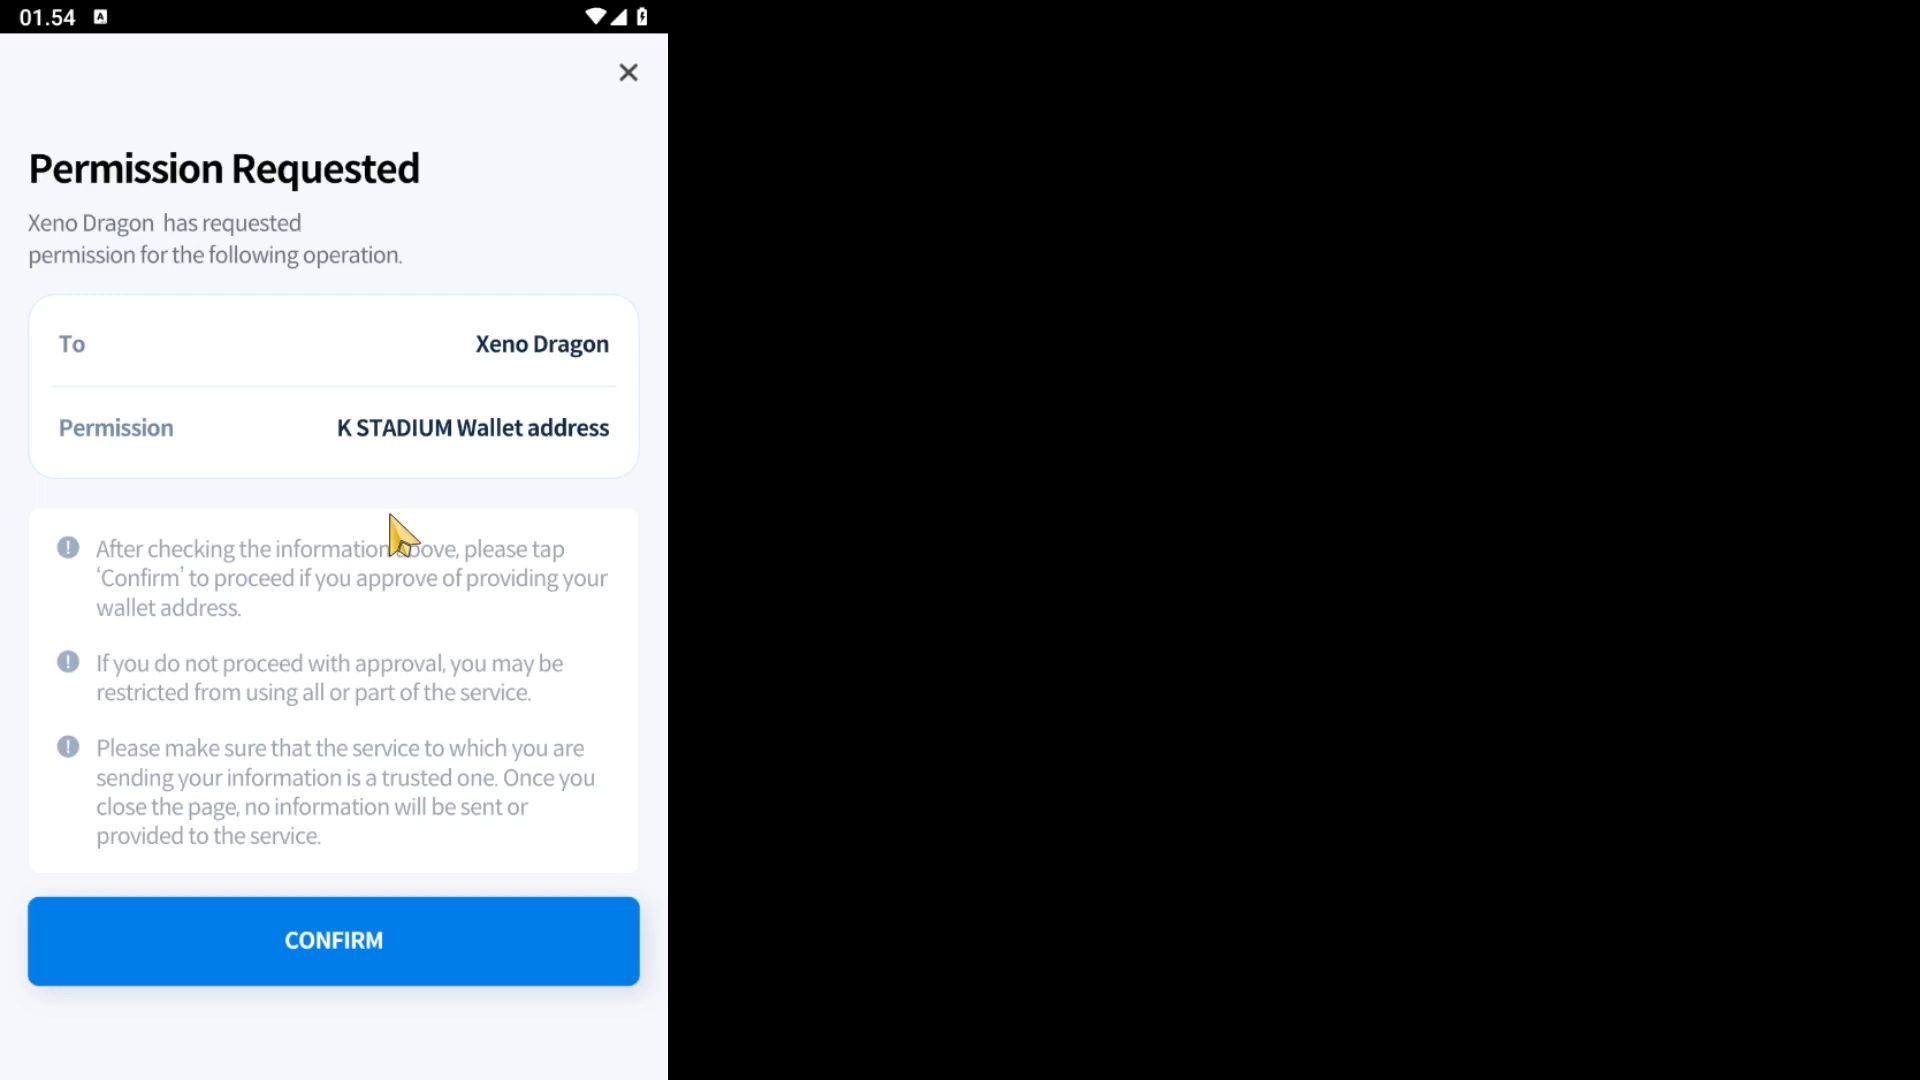 01.54
Permission Requested
Xeno Dragon has requested
permission for the following operation.
To Xeno Dragon
Permission K STADIUM Wallet address
After checking the information above, please tap
‘Confirm’ to proceed if you approve of providing your
wallet address.
If you do not proceed with approval, you may be
restricted from using all or part of the service.
Please make sure that the service to which you are
sending your information is a trusted one. Once you
close the page, no information will be sent or
provided to the service.
CONFIRM